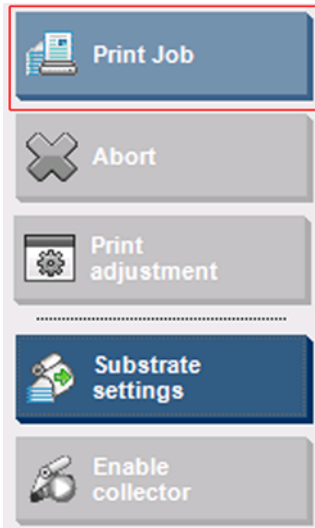 Print Job
Abort
Print
adjustment
Substrate
settings
Enable
collector